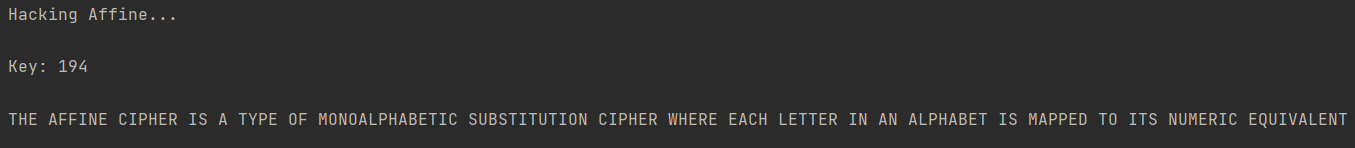 Hacking Affine...
Key: 194
THE AFFINE CIPHER IS A TYPE OF MONOALPHABETIC SUBSTITUTION CIPHER WHERE EACH LETTER IN AN ALPHABET IS MAPPED TO ITS NUMERIC EQUIVALENT